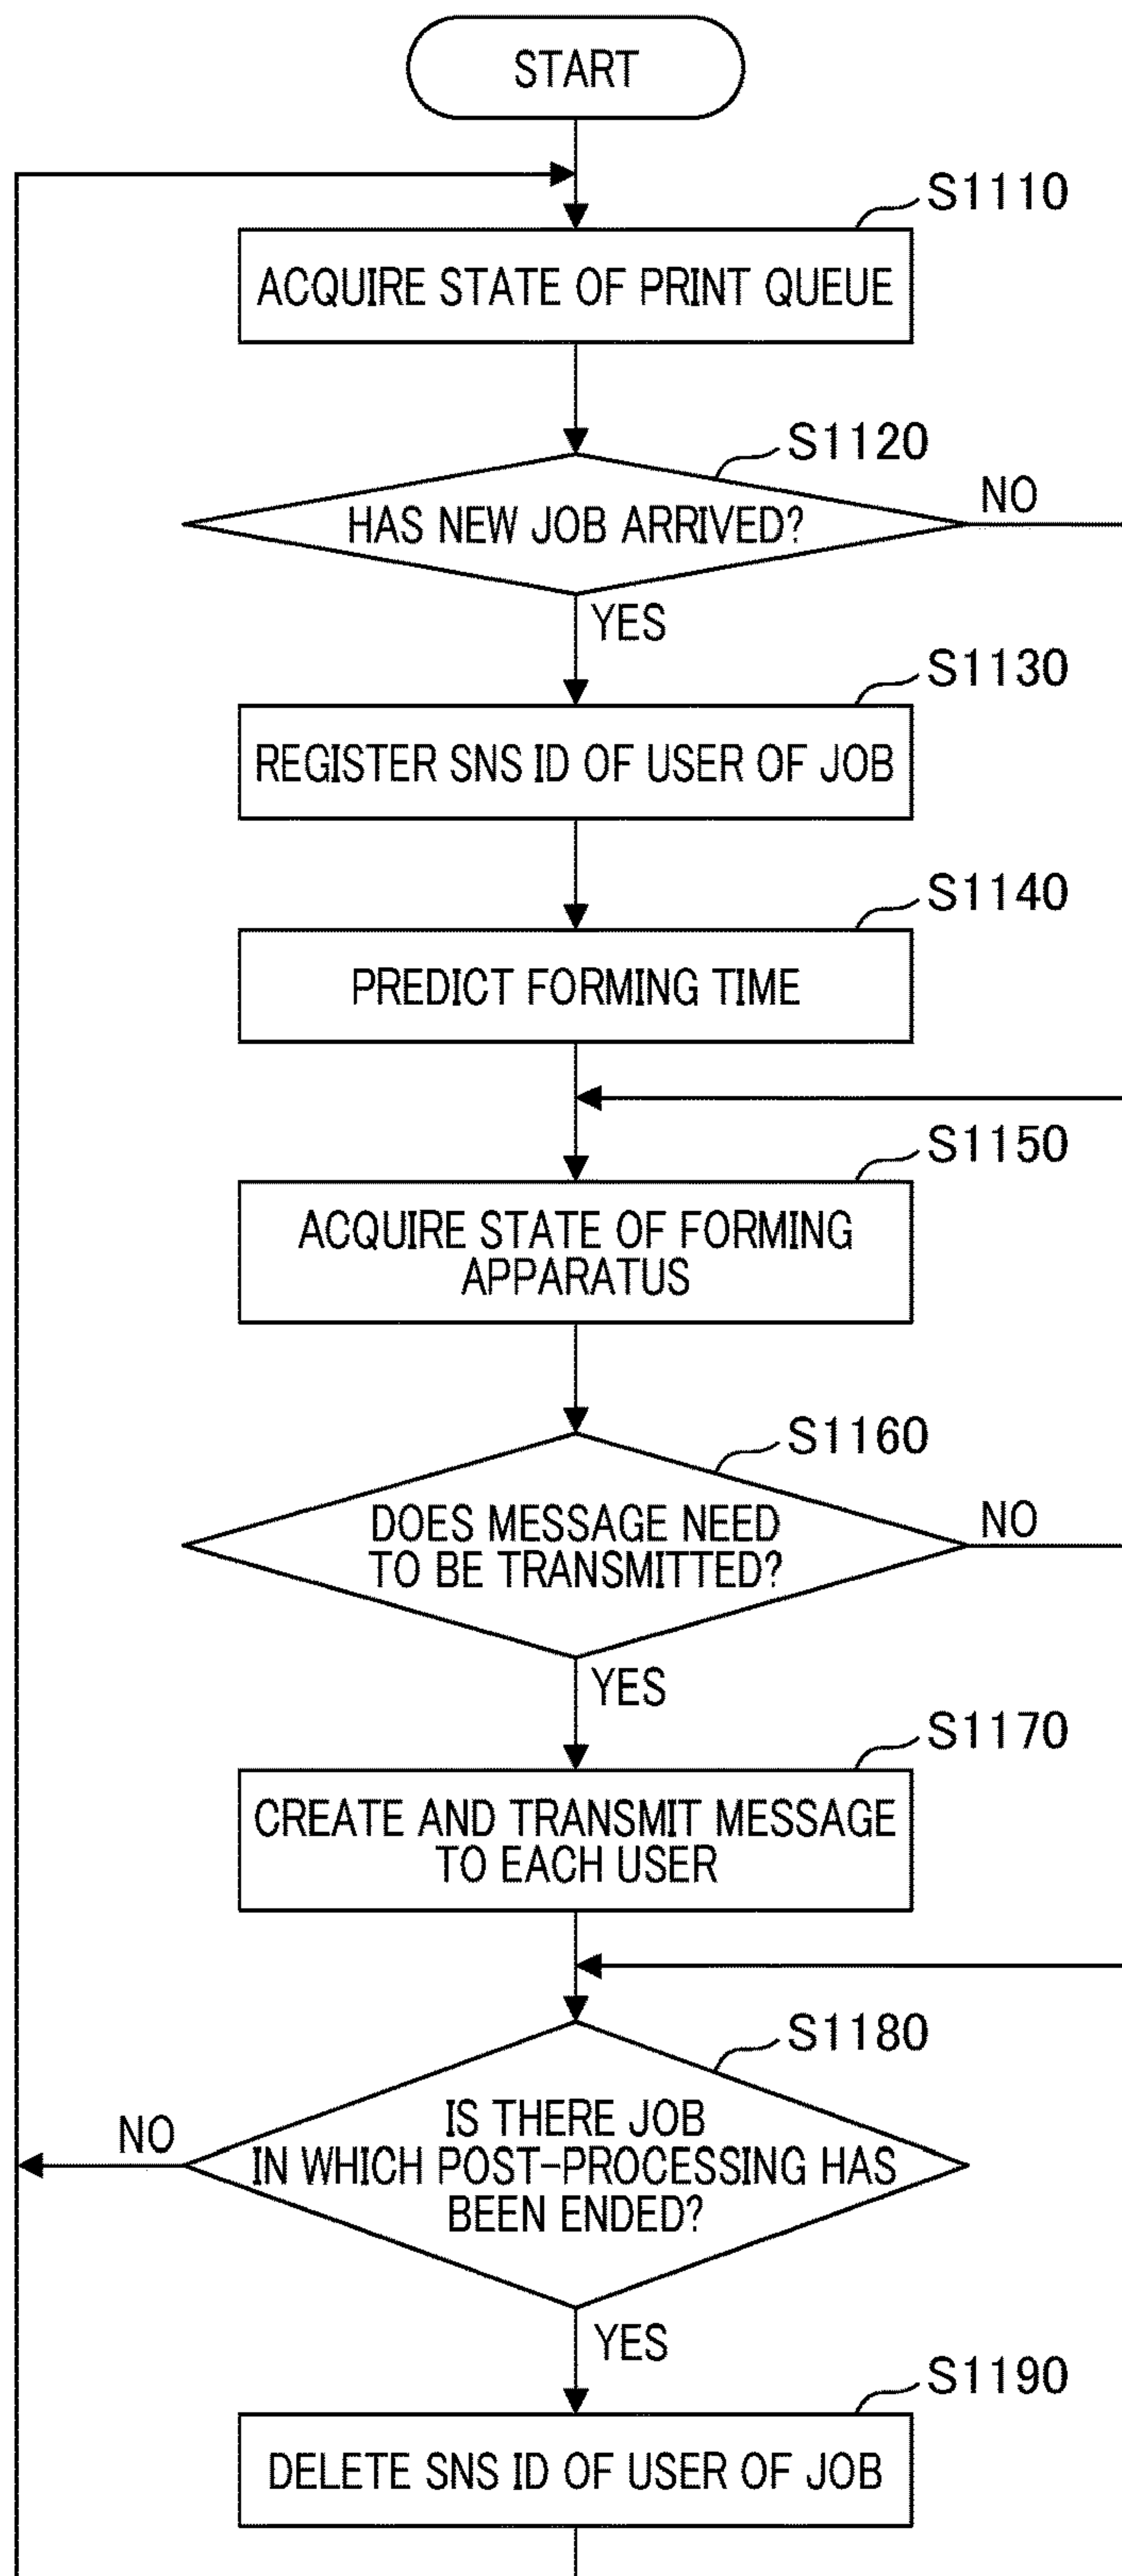 START
S1110
ACQUIRE STATE OF PRINT QUEUE
S1120
HAS NEW JOB ARRIVED?
NO
YES
S1130
REGISTER SNS ID OF USER OF JOB
S1140
PREDICT FORMING TIME
S1150
ACQUIRE STATE OF FORMING
APPARATUS
S1160
DOES MESSAGE NEED
TO BE TRANSMITTED?
NO
YES
S1170
CREATE AND TRANSMIT MESSAGE
TO EACH USER
S1180
IS THERE JOB
IN WHICH POST-PROCESSING HAS
BEEN ENDED?
NO
YES
S1190
DELETE SNS ID OF USER OF JOB